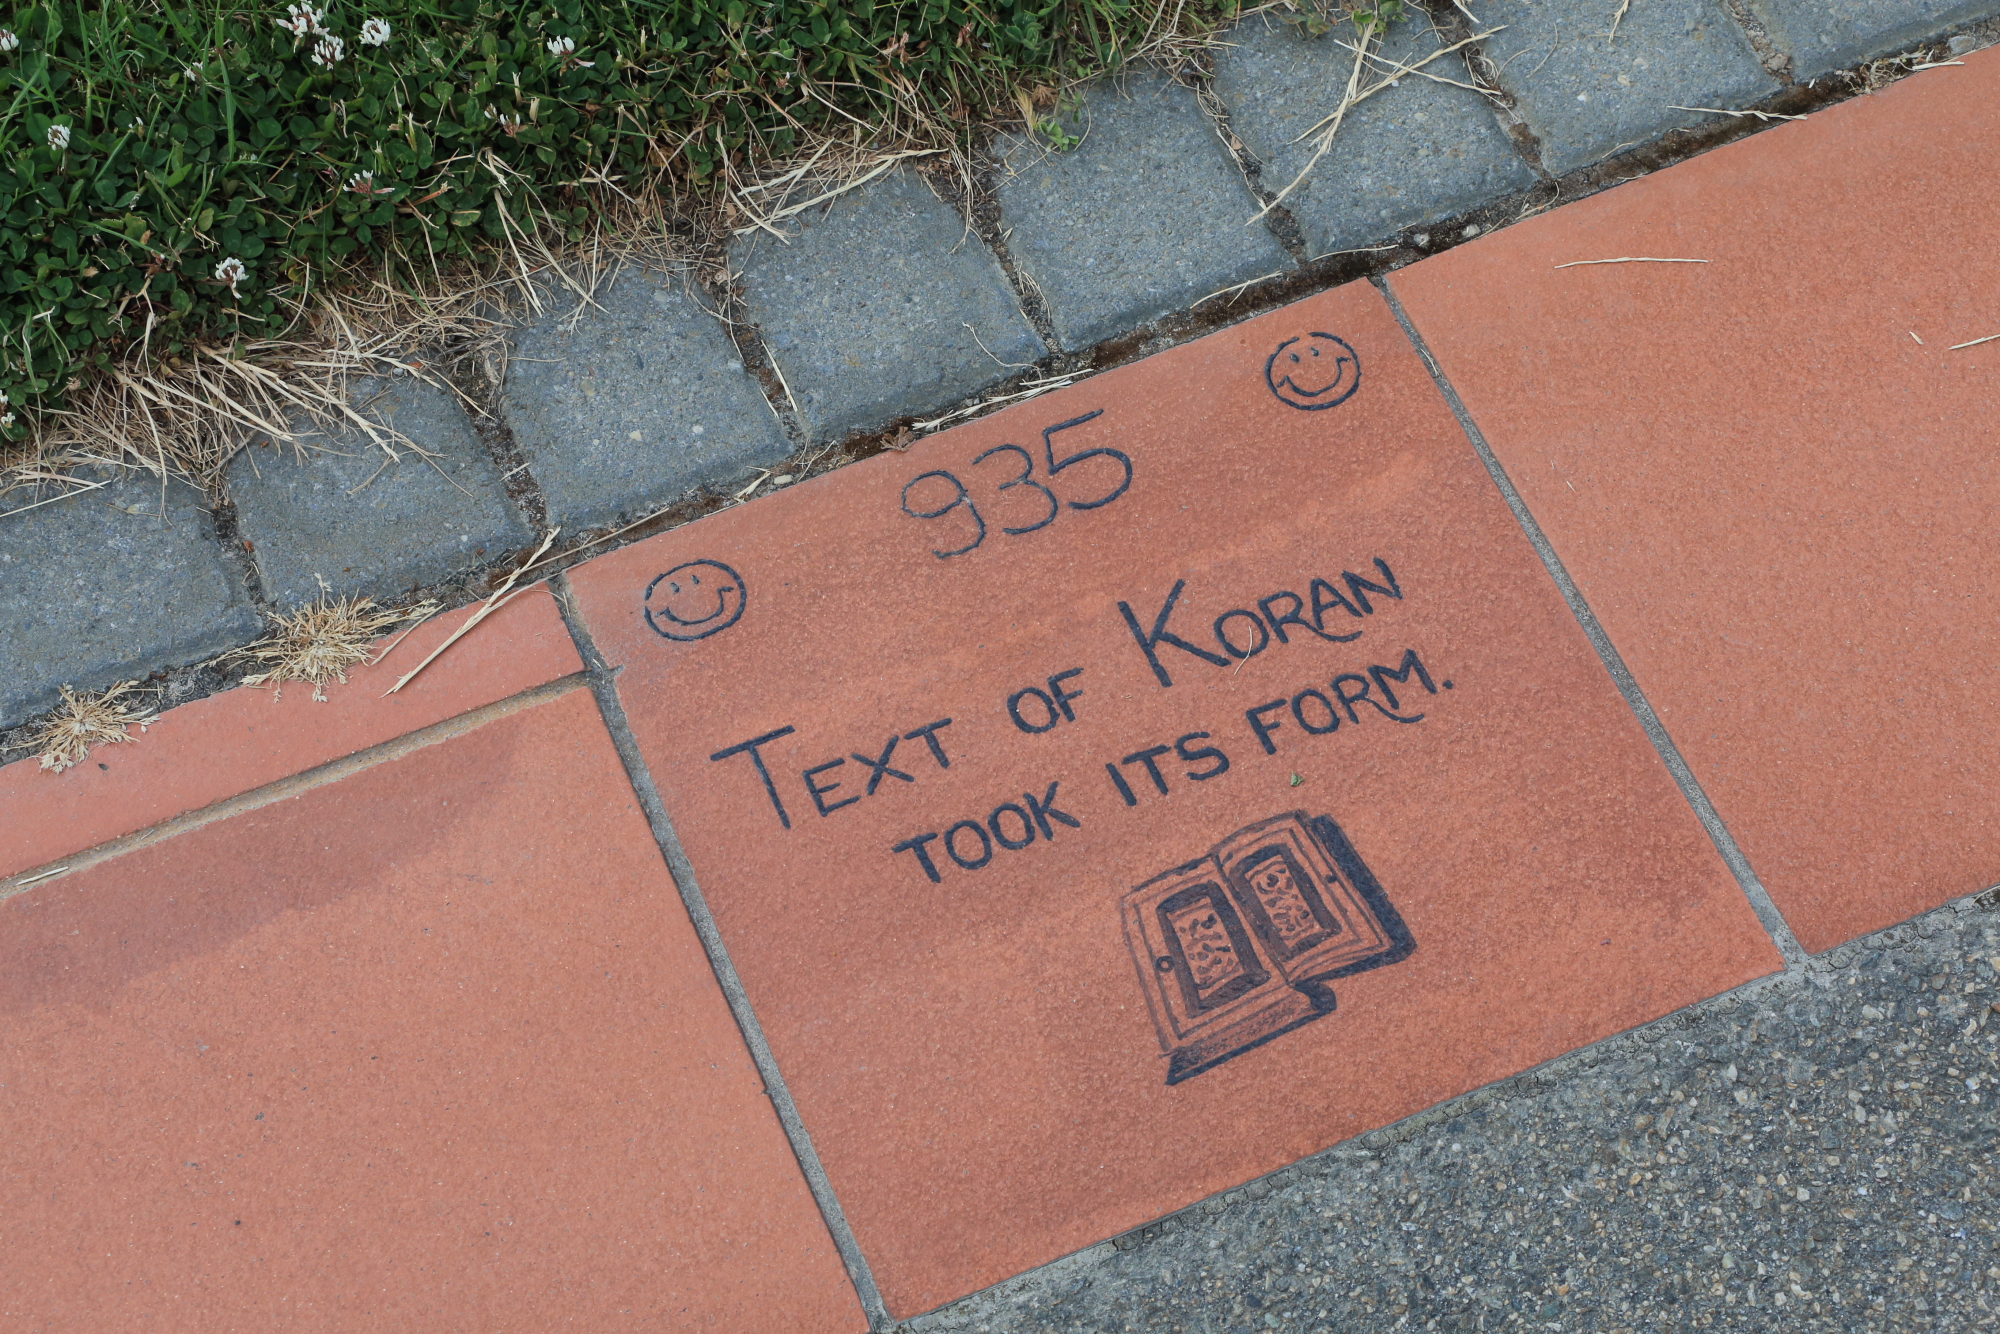 935
TEXT OF KORAN
TOOK ITS FORM.